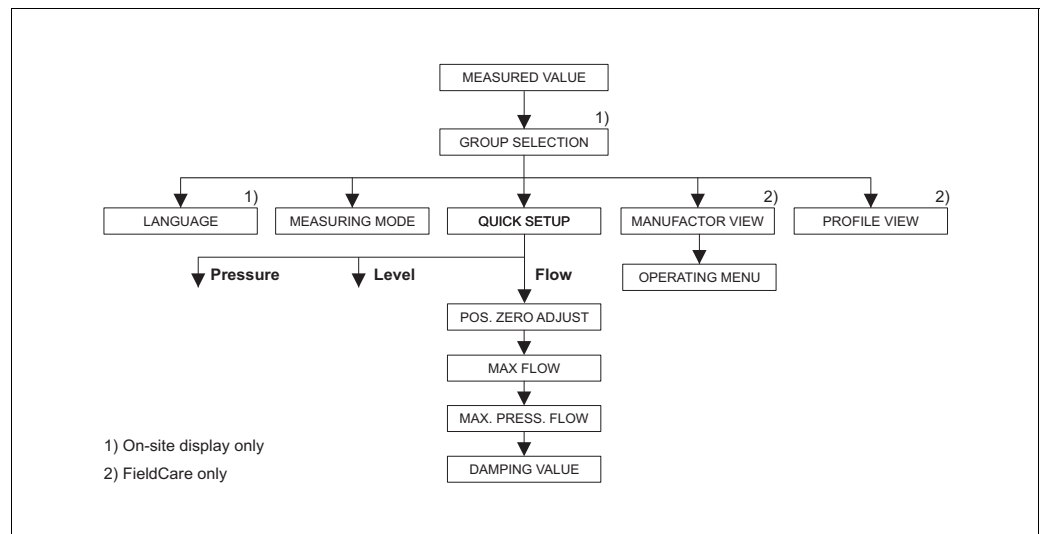 MEASURED VALUE
1)
GROUP SELECTION
1)
2)
2)
LANGUAGE
MEASURING MODE
QUICK SETUP
MANUFACTOR VIEW
PROFILE VIEW
Pressure
Level
Flow
OPERATING MENU
POS. ZERO ADJUST
MAX FLOW
MAX. PRESS. FLOW
1) On-site display only
DAMPING VALUE
2) FieldCare only